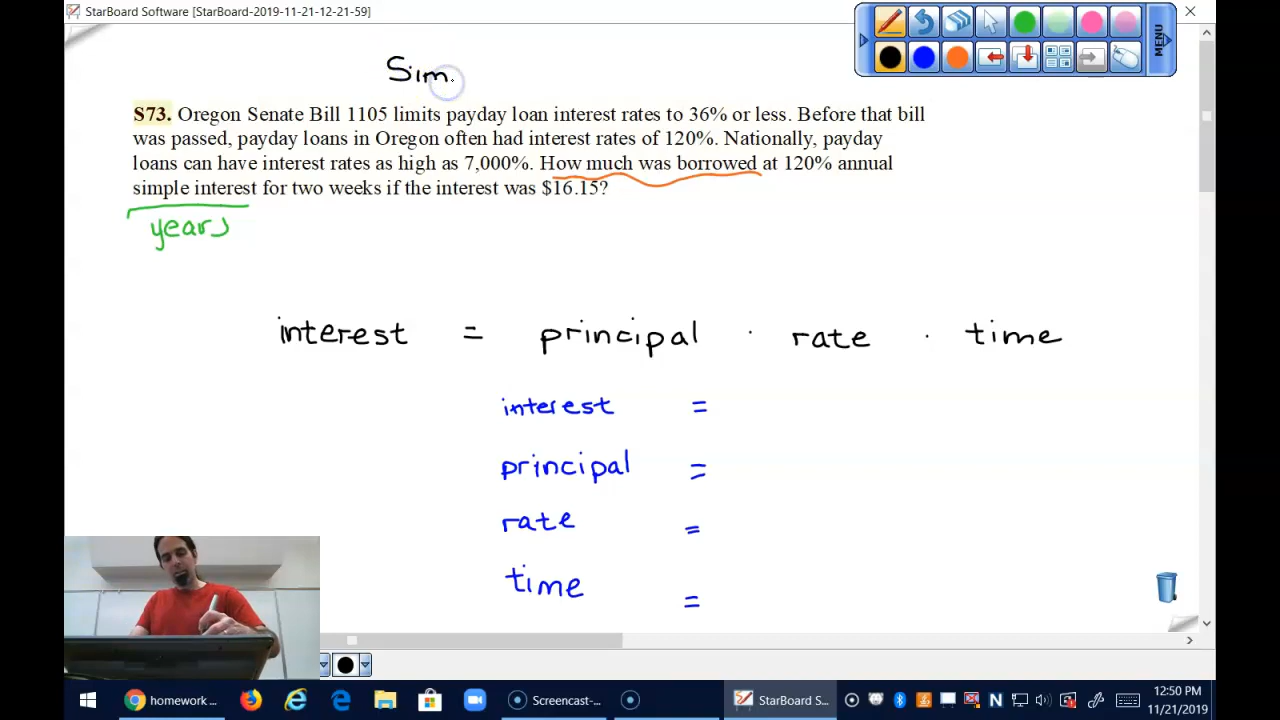 StarBoard Software [StarBoard-2019-11-21-12-21-59]
MENU
Sim.
S73. Oregon Senate Bill 1105 limits payday loan interest rates to 36% or less. Before that bill
was passed, payday loans in Oregon often had interest rates of 120%. Nationally, payday
loans can have interest rates as high as 7,000%. How much was borrowed at 120% annual
simple interest for two weeks if the interest was $16.15?
years
interest = principal · rate · time
interest =
principal =
rate =
time =
homework ...
Screencast-...
StarBoard S...
N
12:50 PM
11/21/2019